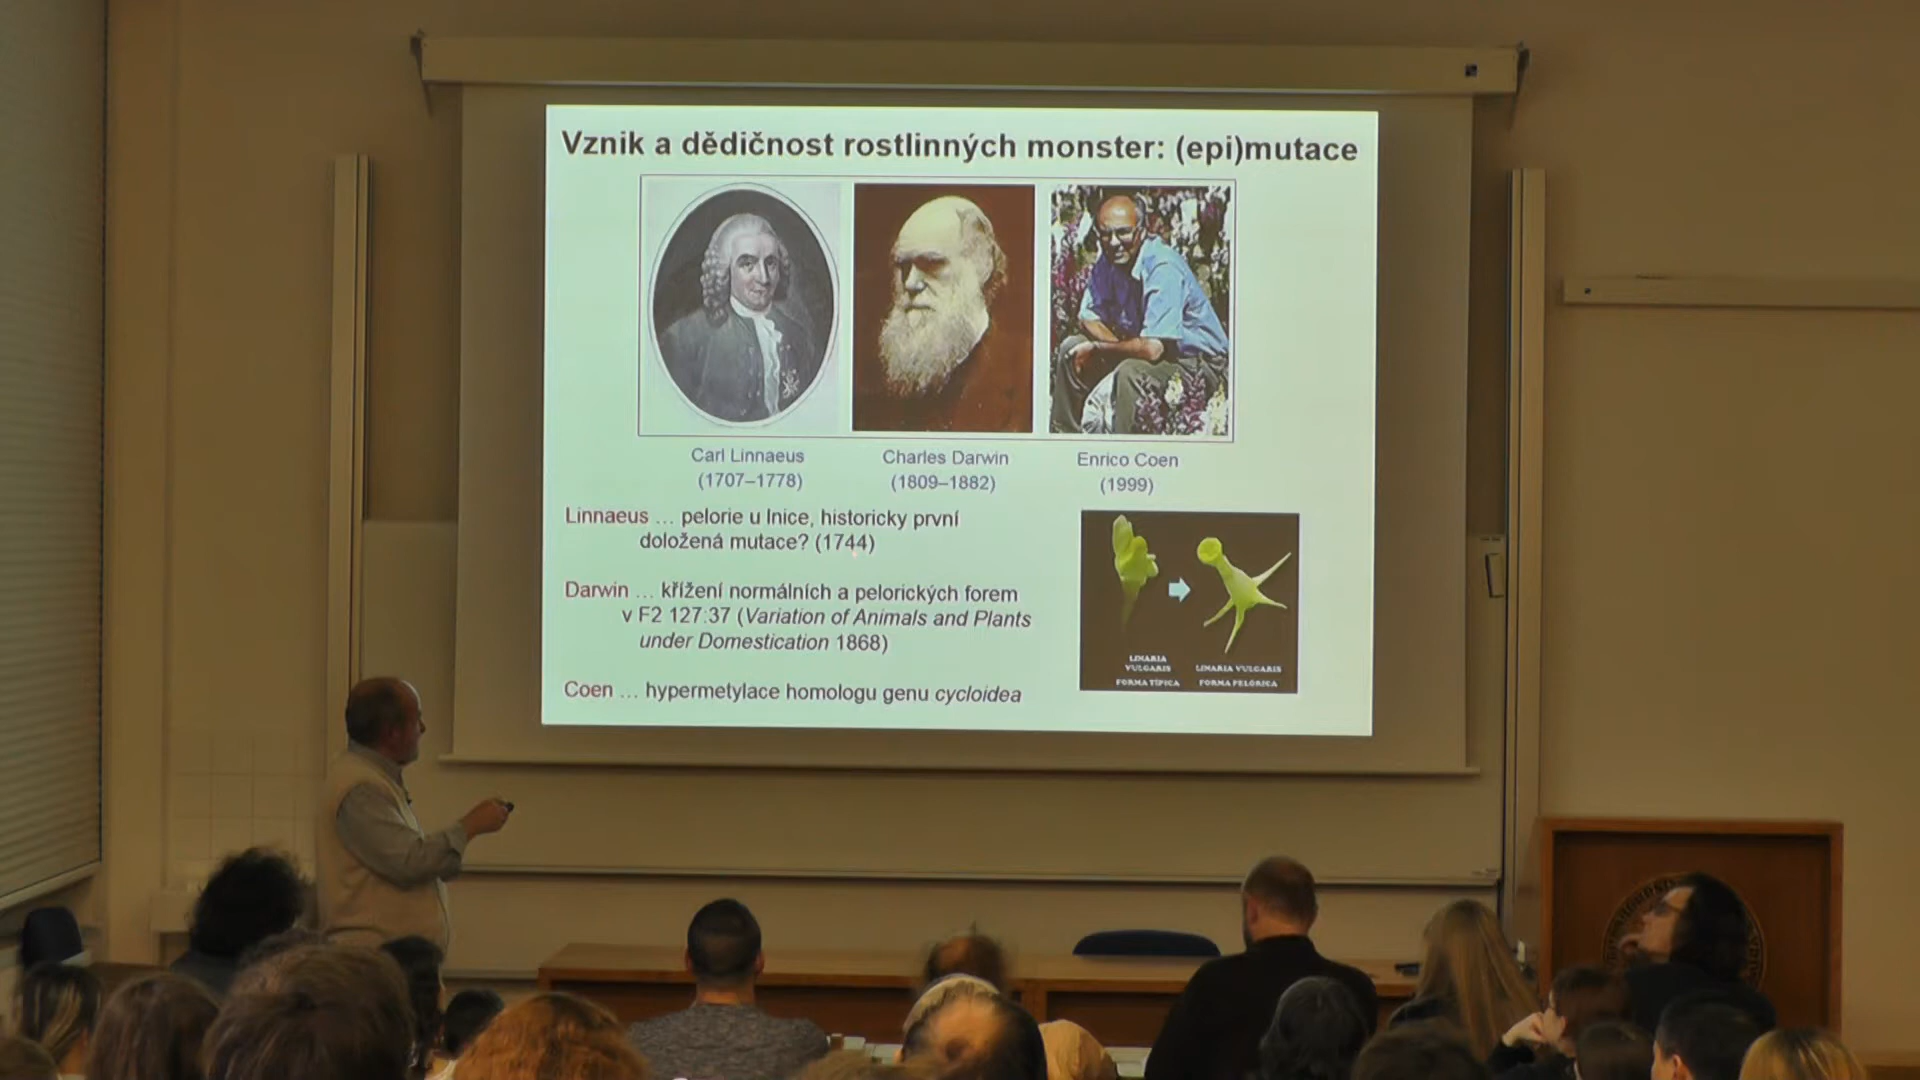 Vznik a dědičnost rostlinných monster: (epi)mutace
Carl Linnaeus
(1707–1778)
Charles Darwin
(1809–1882)
Enrico Coen
(1999)
Linnaeus … pelorie u lnice, historicky první
doložená mutace? (1744)
Darwin … křížení normálních a pelorických forem
v F2 127:37 (Variation of Animals and Plants
under Domestication 1868)
Coen … hypermetylace homologu genu cycloidea
LINARIA
VULGARIS
FORMA TIPICA
LINARIA VULGARIS
FORMA PELORICA